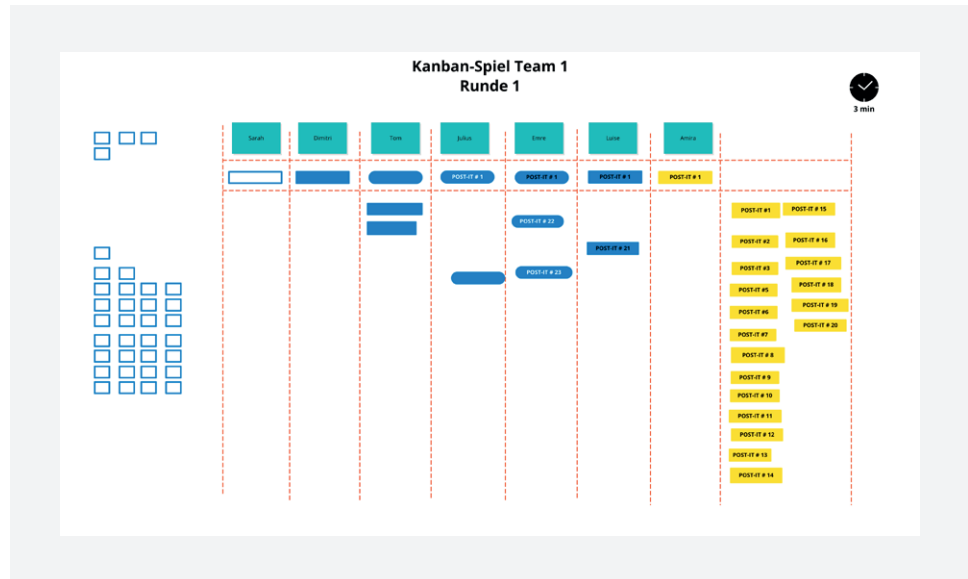 Kanban-Spiel Team 1
Runde 1
3 min
Sarah
Dimitri
Tom
Julius
Emre
Luise
Amira
POST-IT # 1
POST-IT # 1
POST-IT # 1
POST-IT # 1
POST-IT # 22
POST-IT # 21
POST-IT # 23
POST-IT #1
POST-IT #2
POST-IT #3
POST-IT #5
POST-IT #6
POST-IT #7
POST-IT # 8
POST-IT # 9
POST-IT # 10
POST-IT # 11
POST-IT # 12
POST-IT # 13
POST-IT # 14
POST-IT # 15
POST-IT # 16
POST-IT # 17
POST-IT # 18
POST-IT # 19
POST-IT # 20